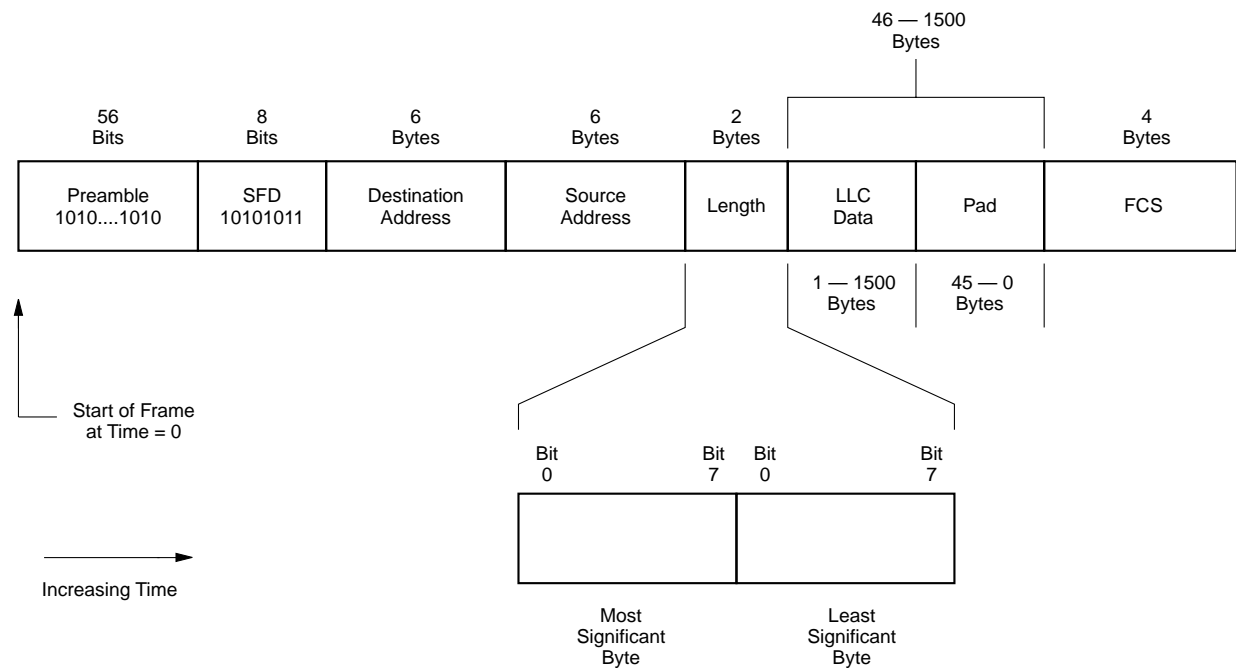 46 — 1500
Bytes
56
Bits
8
Bits
6
Bytes
6
Bytes
2
Bytes
4
Bytes
Preamble
1010....1010
SFD
10101011
Destination
Address
Source
Address
Length
LLC
Data
Pad
FCS
1 — 1500
Bytes
45 — 0
Bytes
Start of Frame
at Time = 0
Bit
0
Bit
7
Bit
0
Bit
7
Increasing Time
Most
Significant
Byte
Least
Significant
Byte